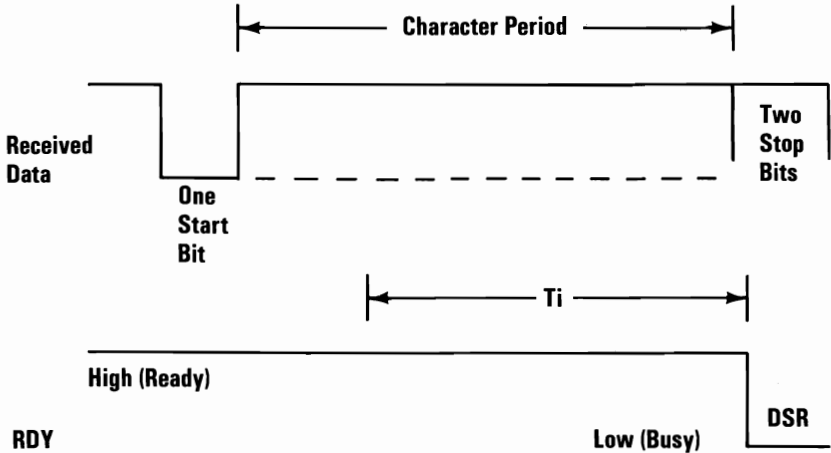 Character Period
Received
Data
Two
Stop
Bits
One
Start
Bit
Ti
High (Ready)
DSR
RDY
Low (Busy)